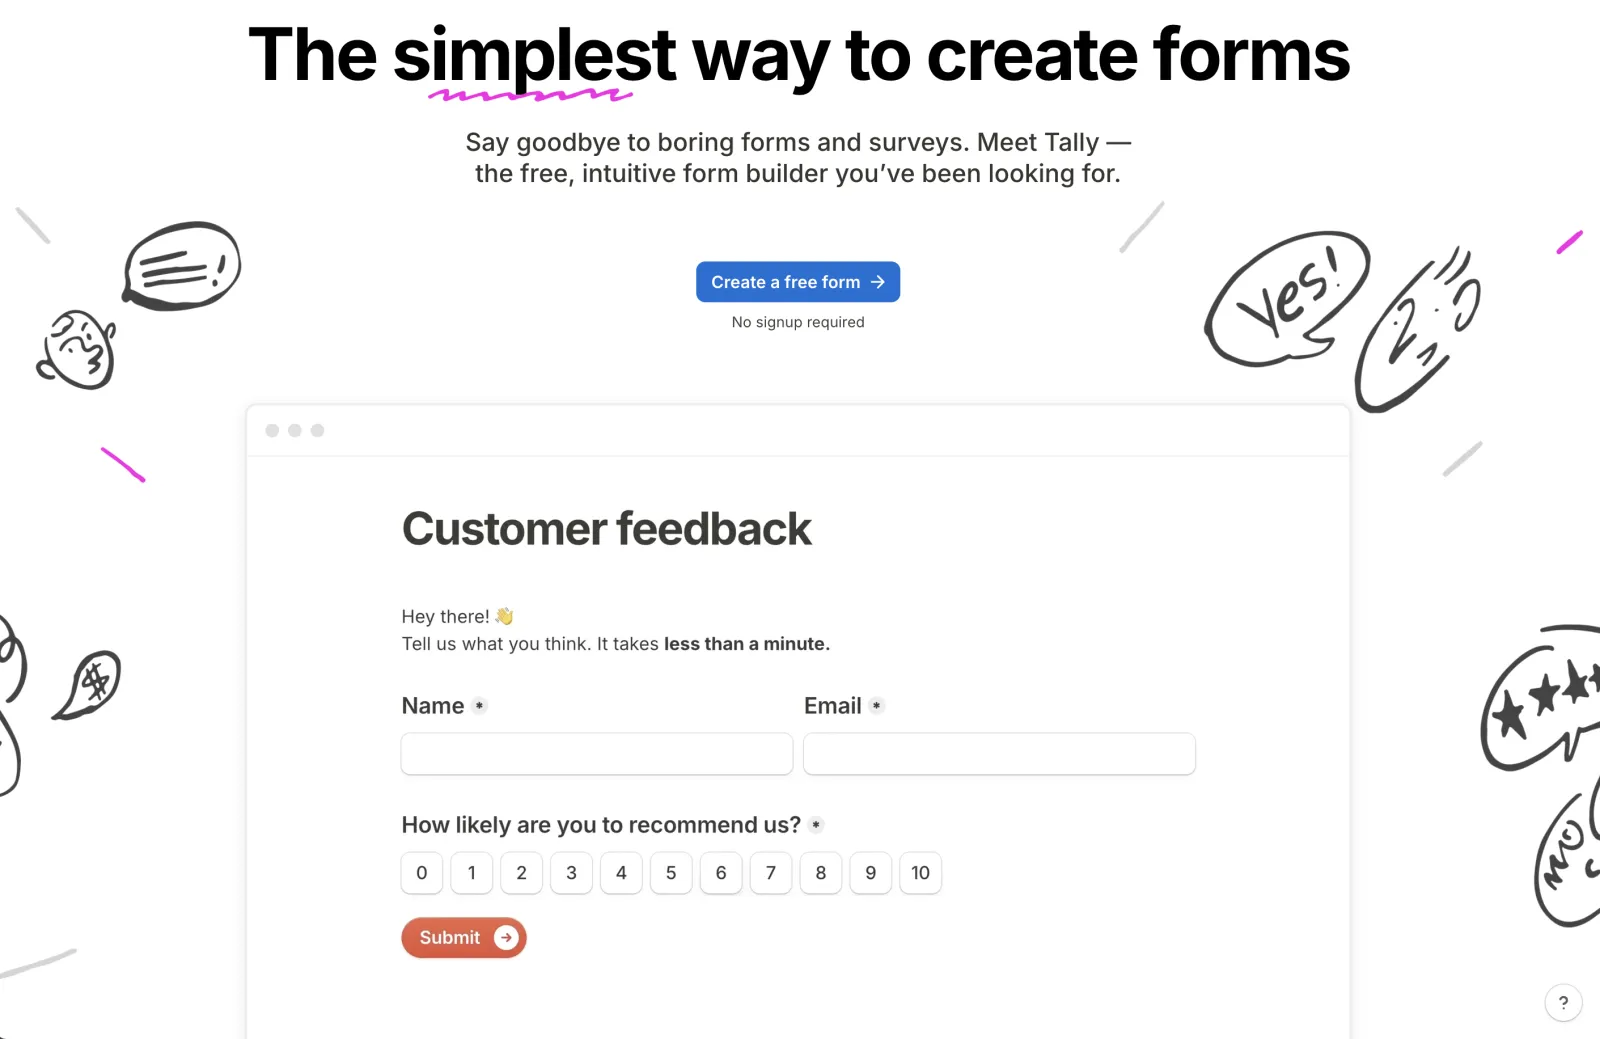 The simplest way to create forms
Say goodbye to boring forms and surveys. Meet Tally —
the free, intuitive form builder you’ve been looking for.
Create a free form →
No signup required
!
Yes!
Customer feedback
Hey there! 👋
Tell us what you think. It takes less than a minute.
$
Name *
Email *
How likely are you to recommend us? *
0 1 2 3 4 5 6 7 8 9 10
Submit →
?